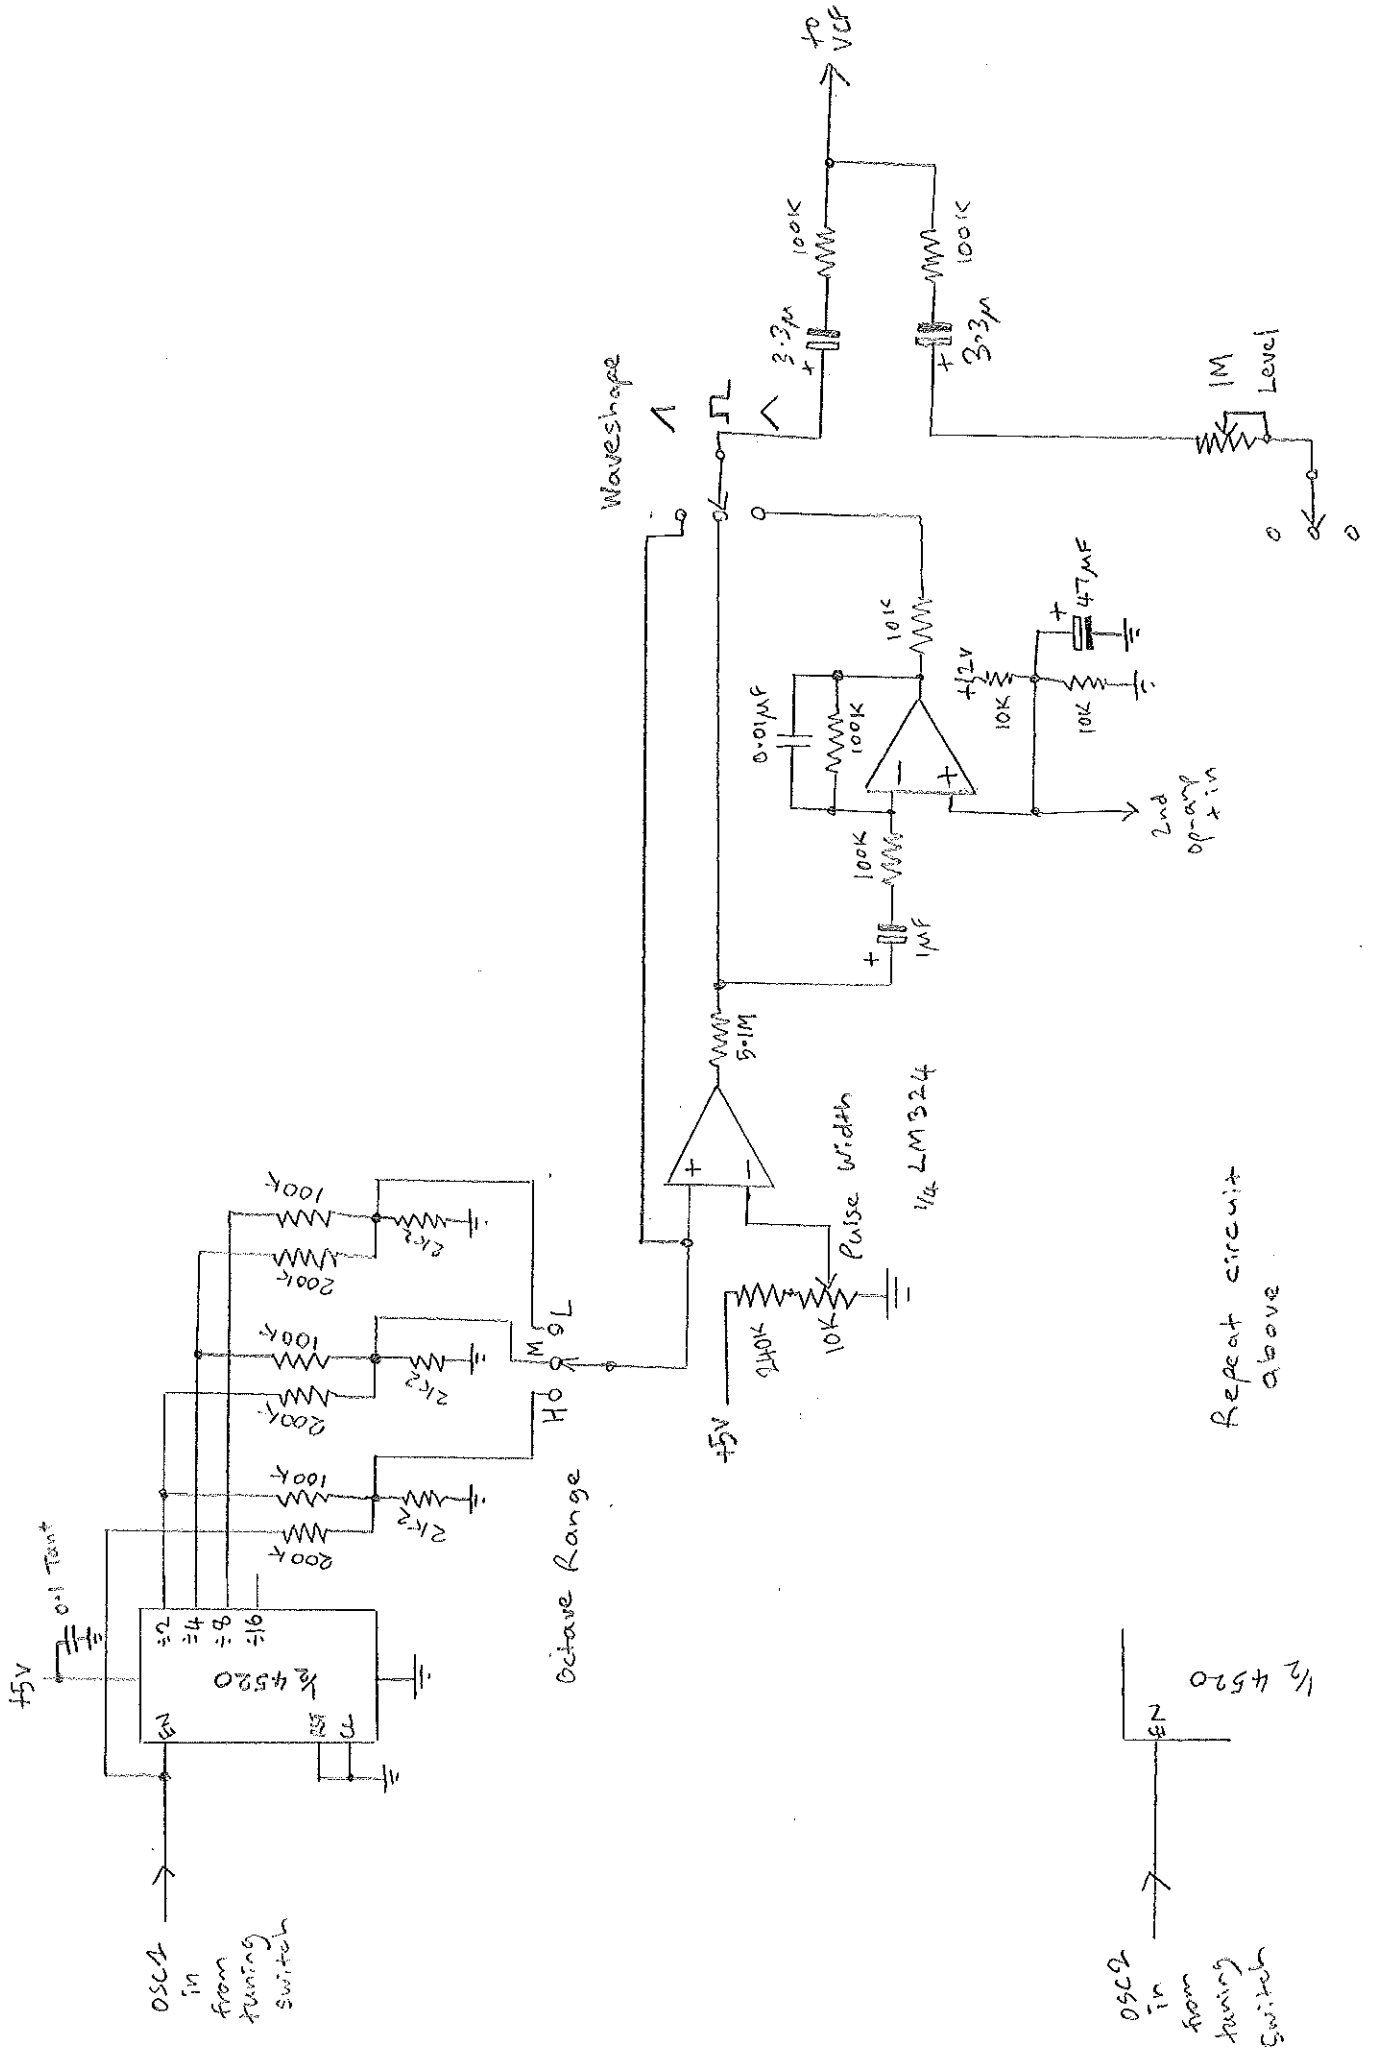 OSC1
in
from
tuning
switch
+5V
0.1 Tant
EN
÷2
÷4
÷8
÷16
1/2 4520
200K
100K
2K2
200K
100K
2K2
200K
100K
2K2
Octave Range
H
M
L
+5V
240K
10K
Pulse Width
+
−
1/4 LM324
5.1M
+
1µF
100K
0.01µF
100K
−
+
10K
+12V
10K
10K
+
47µF
2nd
op-amp
+ in
Waveshape
3.3µ
+
100K
to
VCF
+
3.3µ
100K
1M
Level
OSC2
in
from
tuning
switch
EN
1/2
4520
Repeat circuit
above